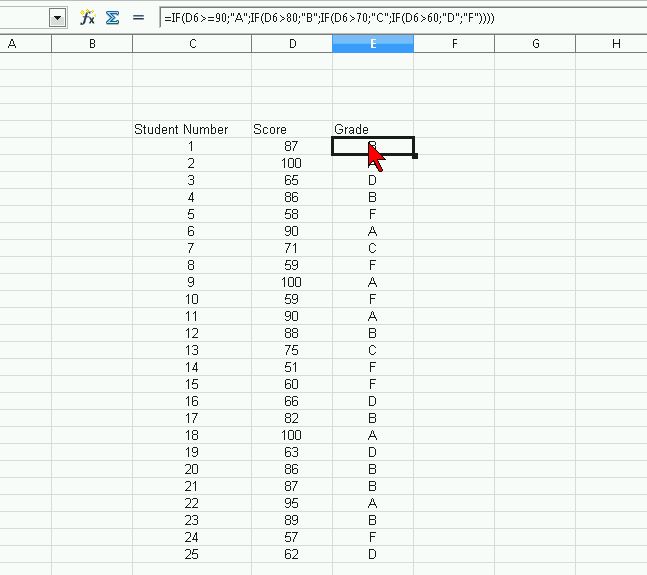 =IF(D6>=90;"A";IF(D6>80;"B";IF(D6>70;"C";IF(D6>60;"D";"F"))))
A B C D E F G H
Student Number Score Grade
1 87 B
2 100
3 65 D
4 86 B
5 58 F
6 90 A
7 71 C
8 59 F
9 100 A
10 59 F
11 90 A
12 88 B
13 75 C
14 51 F
15 60 F
16 66 D
17 82 B
18 100 A
19 63 D
20 86 B
21 87 B
22 95 A
23 89 B
24 57 F
25 62 D